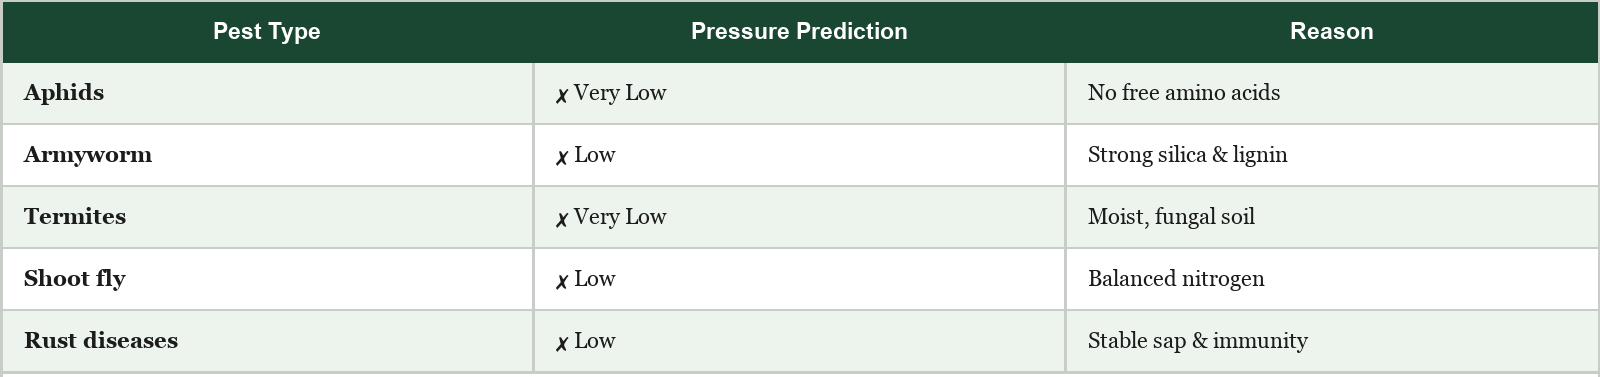 Pest Type Pressure Prediction Reason
Aphids ✗ Very Low No free amino acids
Armyworm ✗ Low Strong silica & lignin
Termites ✗ Very Low Moist, fungal soil
Shoot fly ✗ Low Balanced nitrogen
Rust diseases ✗ Low Stable sap & immunity